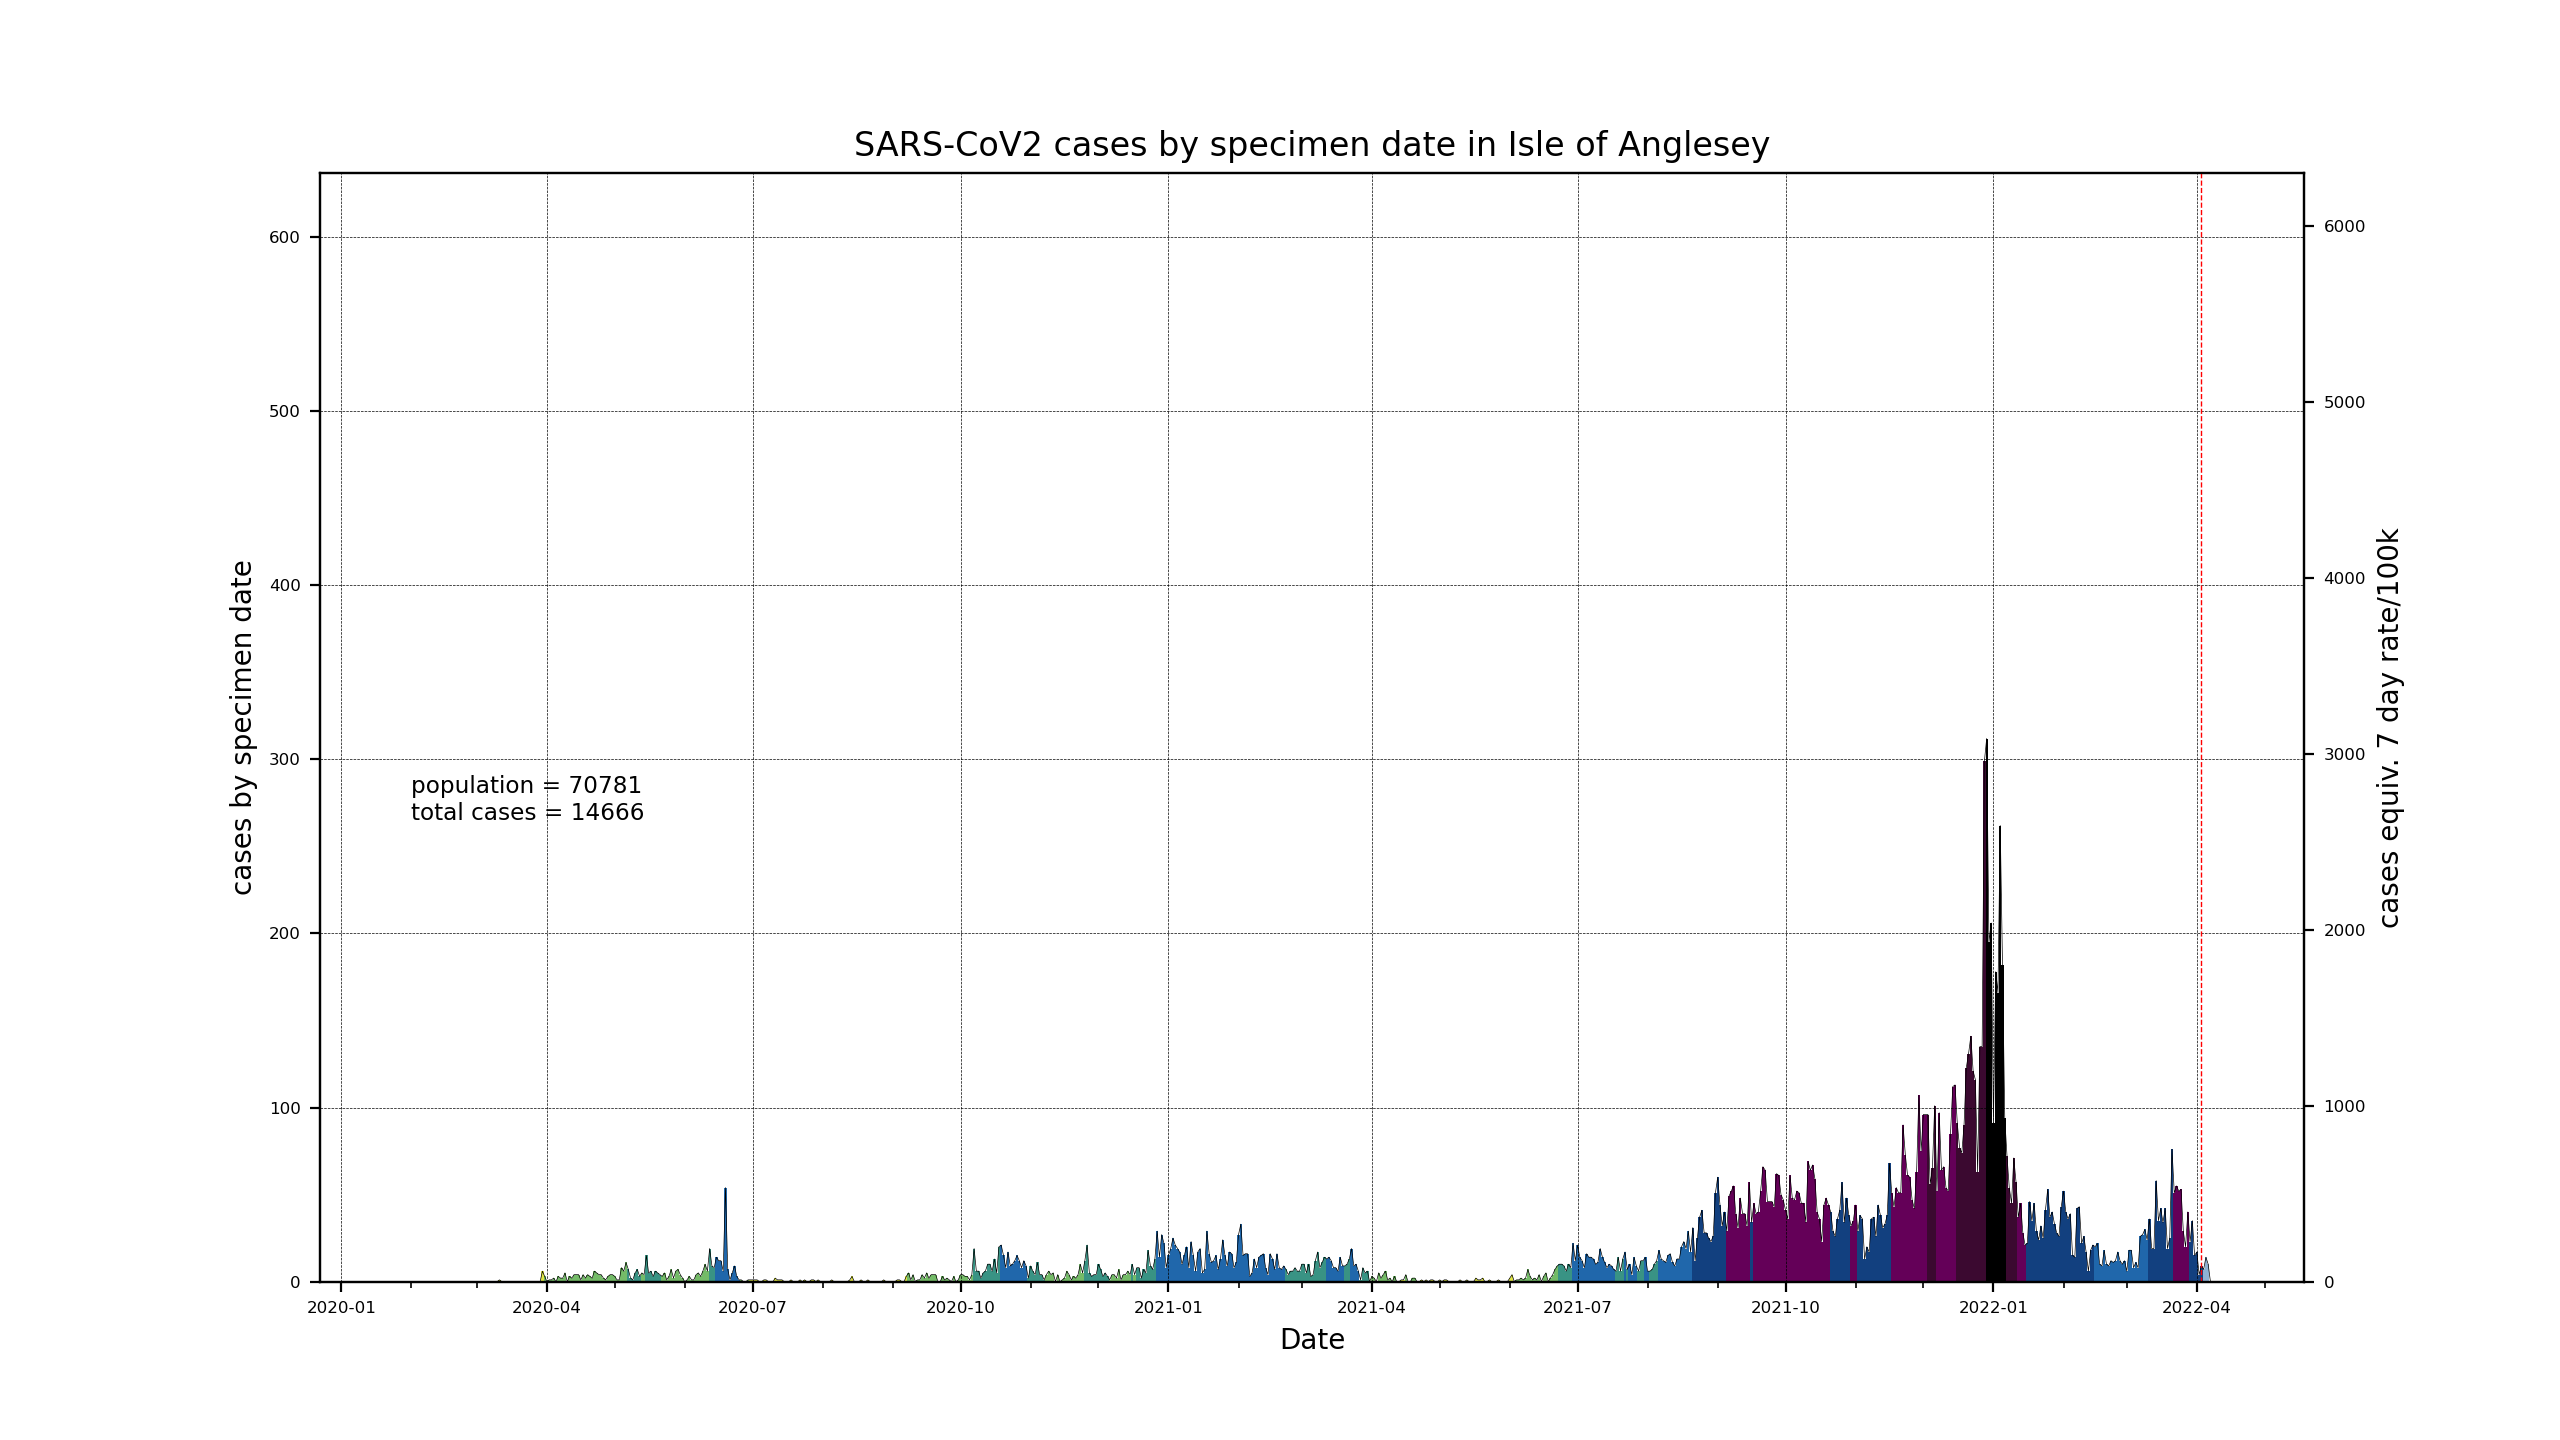 SARS-CoV2 cases by specimen date in Isle of Anglesey
cases by specimen date
600
500
400
300
200
100
0
population = 70781
total cases = 14666
6000
5000
4000
3000
2000
1000
0
cases equiv. 7 day rate/100k
2020-01 2020-04 2020-07 2020-10 2021-01 2021-04 2021-07 2021-10 2022-01 2022-04
Date